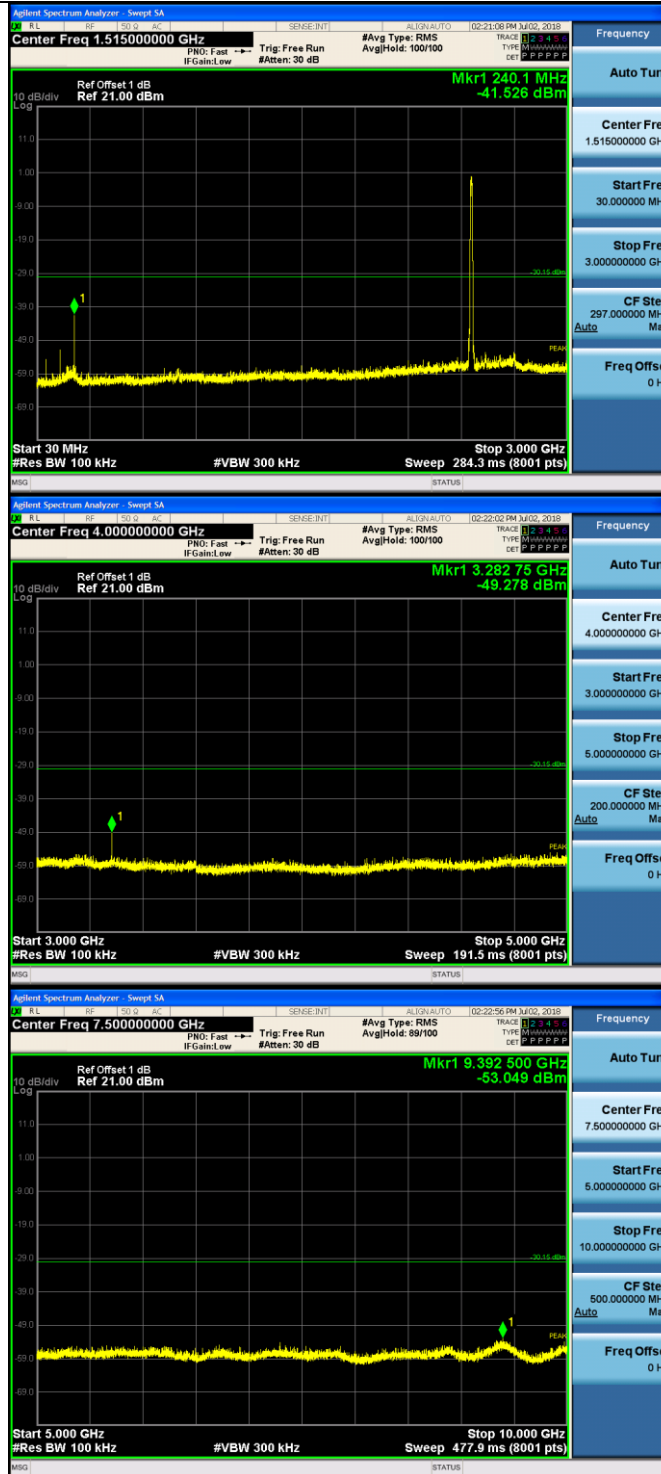 Agilent Spectrum Analyzer - Swept SA
RL RF 50 Ω AC SENSE:INT ALIGNAUTO 02:21:08 PM Jul 02, 2018
Center Freq 1.515000000 GHz
PNO: Fast
IFGain:Low
Trig: Free Run
#Atten: 30 dB
#Avg Type: RMS
Avg|Hold: 100/100
TRACE 1 2 3 4 5 6
TYPE M
DET P P P P P P
Frequency
Auto Tun
Center Fre
1.515000000 GH
Start Fre
30.000000 MH
Stop Fre
3.000000000 GH
CF Ste
297.000000 MH
Auto Ma
Freq Offs
0 H
Ref Offset 1 dB
Ref 21.00 dBm
10 dB/div
Log
Mkr1 240.1 MHz
-41.526 dBm
11.0
1.00
-9.00
-19.0
-29.0
-30.15 dBm
-39.0
1
-49.0
PEAK
-59.0
-69.0
Start 30 MHz Stop 3.000 GHz
#Res BW 100 kHz #VBW 300 kHz Sweep 284.3 ms (8001 pts)
MSG STATUS
Agilent Spectrum Analyzer - Swept SA
RL RF 50 Ω AC SENSE:INT ALIGNAUTO 02:22:02 PM Jul 02, 2018
Center Freq 4.000000000 GHz
PNO: Fast
IFGain:Low
Trig: Free Run
#Atten: 30 dB
#Avg Type: RMS
Avg|Hold: 100/100
TRACE 1 2 3 4 5 6
TYPE M
DET P P P P P P
Frequency
Auto Tun
Center Fre
4.000000000 GH
Start Fre
3.000000000 GH
Stop Fre
5.000000000 GH
CF Ste
200.000000 MH
Auto Ma
Freq Offs
0 H
Ref Offset 1 dB
Ref 21.00 dBm
10 dB/div
Log
Mkr1 3.282 75 GHz
-49.278 dBm
11.0
1.00
-9.00
-19.0
-29.0
-30.15 dBm
-39.0
1
-49.0
PEAK
-59.0
-69.0
Start 3.000 GHz Stop 5.000 GHz
#Res BW 100 kHz #VBW 300 kHz Sweep 191.5 ms (8001 pts)
MSG STATUS
Agilent Spectrum Analyzer - Swept SA
RL RF 50 Ω AC SENSE:INT ALIGNAUTO 02:22:56 PM Jul 02, 2018
Center Freq 7.500000000 GHz
PNO: Fast
IFGain:Low
Trig: Free Run
#Atten: 30 dB
#Avg Type: RMS
Avg|Hold: 89/100
TRACE 1 2 3 4 5 6
TYPE M
DET P P P P P P
Frequency
Auto Tun
Center Fre
7.500000000 GH
Start Fre
5.000000000 GH
Stop Fre
10.000000000 GH
CF Ste
500.000000 MH
Auto Ma
Freq Offs
0 H
Ref Offset 1 dB
Ref 21.00 dBm
10 dB/div
Log
Mkr1 9.392 500 GHz
-53.049 dBm
11.0
1.00
-9.00
-19.0
-29.0
-30.15 dBm
-39.0
1
-49.0
PEAK
-59.0
-69.0
Start 5.000 GHz Stop 10.000 GHz
#Res BW 100 kHz #VBW 300 kHz Sweep 477.9 ms (8001 pts)
MSG STATUS